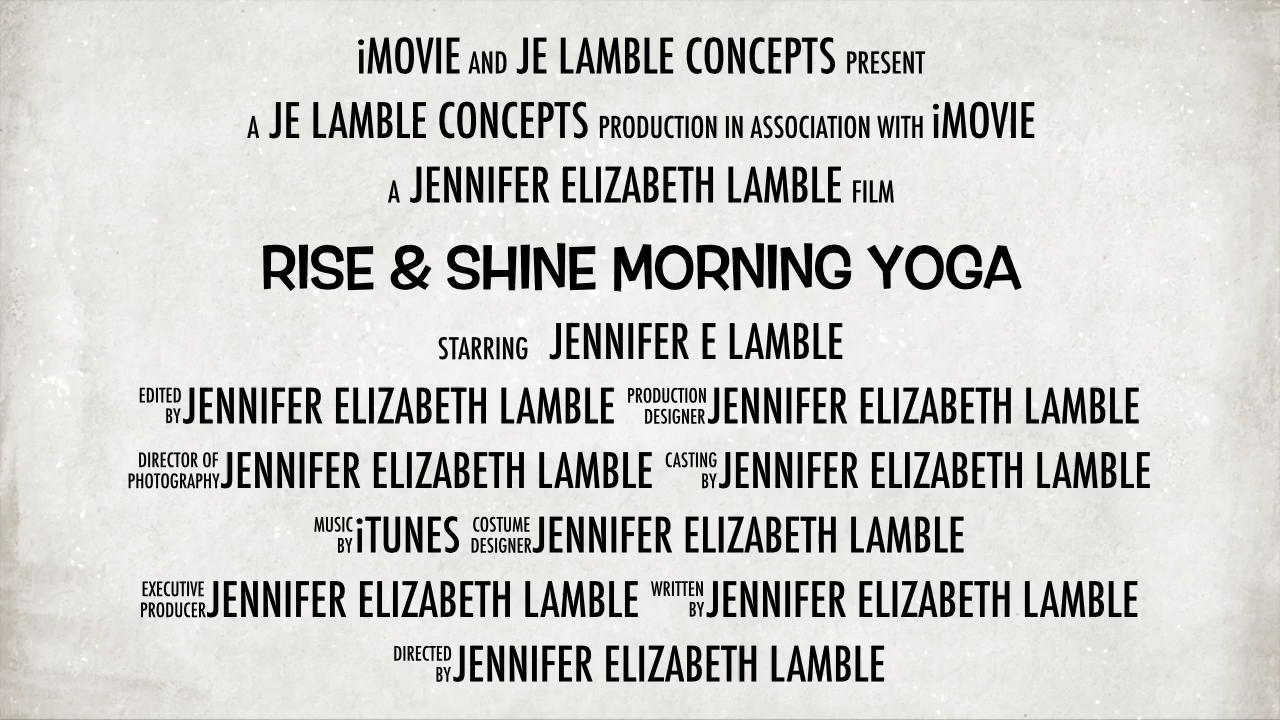 iMOVIE AND JE LAMBLE CONCEPTS PRESENT
A JE LAMBLE CONCEPTS PRODUCTION IN ASSOCIATION WITH iMOVIE
A JENNIFER ELIZABETH LAMBLE FILM
RISE & SHINE MORNING YOGA
STARRING JENNIFER E LAMBLE
EDITED BY JENNIFER ELIZABETH LAMBLE PRODUCTION DESIGNER JENNIFER ELIZABETH LAMBLE
DIRECTOR OF PHOTOGRAPHY JENNIFER ELIZABETH LAMBLE CASTING BY JENNIFER ELIZABETH LAMBLE
MUSIC BY iTUNES COSTUME DESIGNER JENNIFER ELIZABETH LAMBLE
EXECUTIVE PRODUCER JENNIFER ELIZABETH LAMBLE WRITTEN BY JENNIFER ELIZABETH LAMBLE
DIRECTED BY JENNIFER ELIZABETH LAMBLE